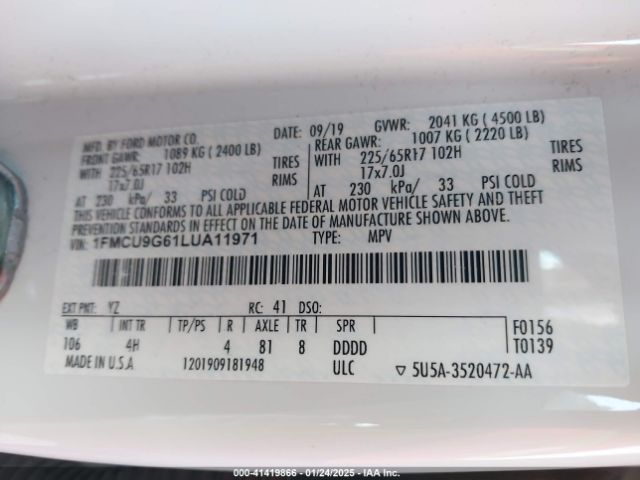 MFD. BY FORD MOTOR CO. DATE: 09/19 GVWR: 2041 KG ( 4500 LB)
FRONT GAWR: 1089 KG ( 2400 LB) REAR GAWR: 1007 KG ( 2220 LB)
WITH 225/65R17 102H TIRES WITH 225/65R17 102H TIRES
17x7.0J RIMS 17x7.0J RIMS
AT 230 kPa/ 33 PSI COLD AT 230 kPa/ 33 PSI COLD
THIS VEHICLE CONFORMS TO ALL APPLICABLE FEDERAL MOTOR VEHICLE SAFETY AND THEFT
PREVENTION STANDARDS IN EFFECT ON THE DATE OF MANUFACTURE SHOWN ABOVE.
VIN: 1FMCU9G61LUA11971 TYPE: MPV
EXT PNT: YZ RC: 41 DSO:
WB INT TR TP/PS R AXLE TR SPR F0156
106 4H 4 81 8 DDDD T0139
MADE IN U.S.A 1201909181948 ULC ▽ 5U5A-3520472-AA
000-41419866 - 01/24/2025 - IAA Inc.